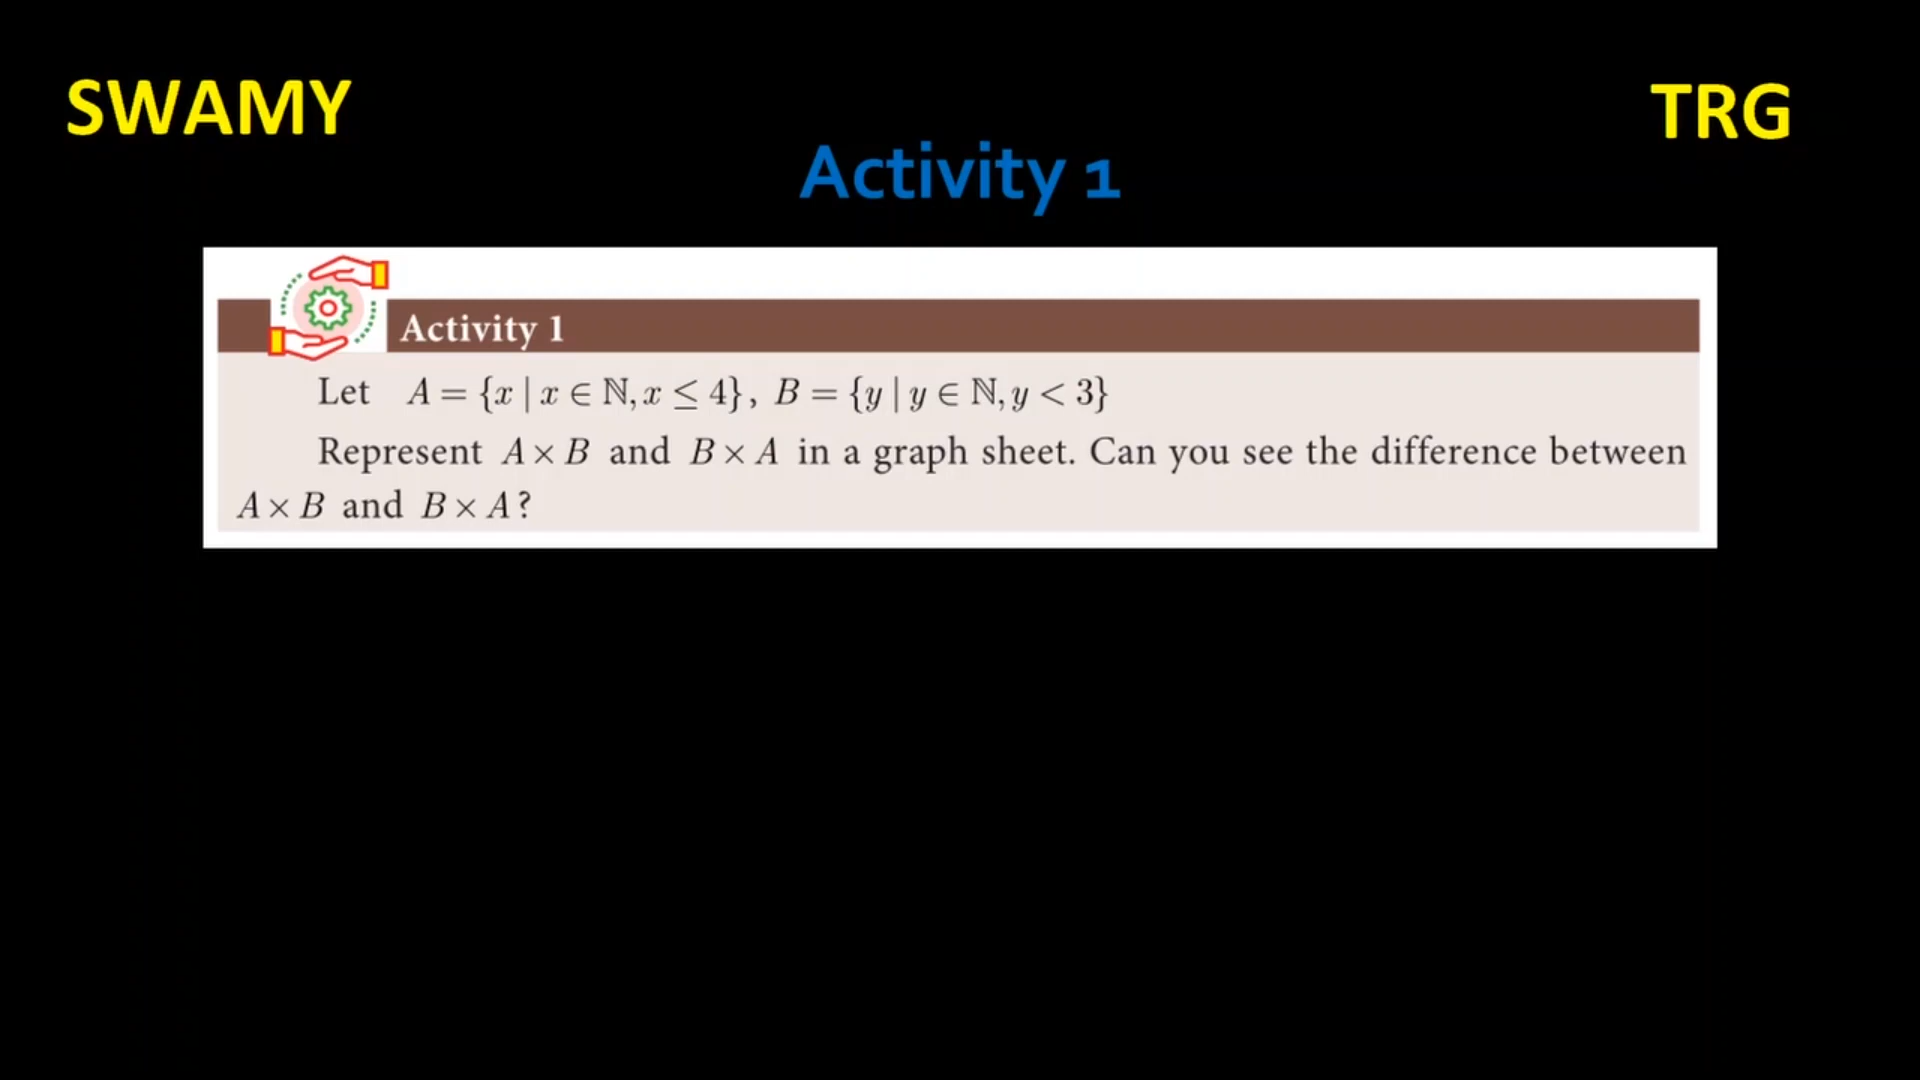 SWAMY
TRG
Activity 1
Activity 1
Let A = {x | x ∈ ℕ, x ≤ 4}, B = {y | y ∈ ℕ, y < 3}
Represent A × B and B × A in a graph sheet. Can you see the difference between
A × B and B × A ?